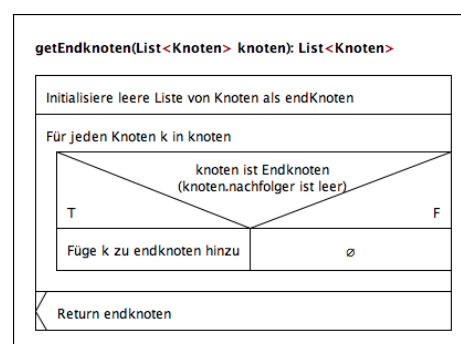 getEndknoten(List<Knoten> knoten): List<Knoten>
Initialisiere leere Liste von Knoten als endKnoten
Für jeden Knoten k in knoten
knoten ist Endknoten
(knoten.nachfolger ist leer)
T
F
Füge k zu endknoten hinzu
∅
Return endknoten